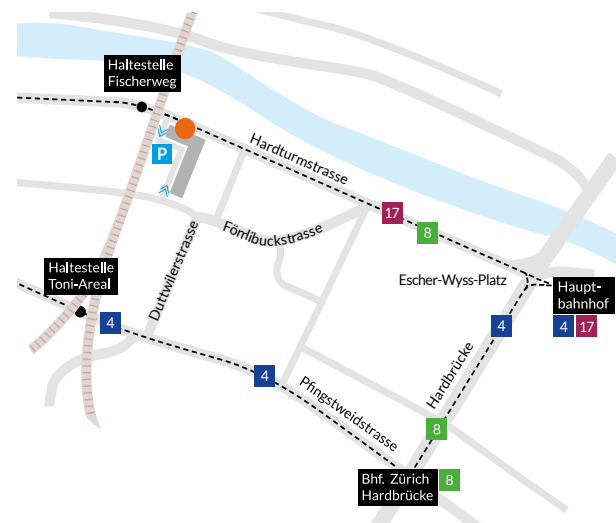 Haltestelle
Fischerweg
P
Hardturmstrasse
17
8
Förrlibuckstrasse
Duttwilerstrasse
Haltestelle
Toni-Areal
4
4
Escher-Wyss-Platz
Haupt-
bahnhof
4 17
4
Hardbrücke
8
Pfingstweidstrasse
Bhf. Zürich
Hardbrücke
8